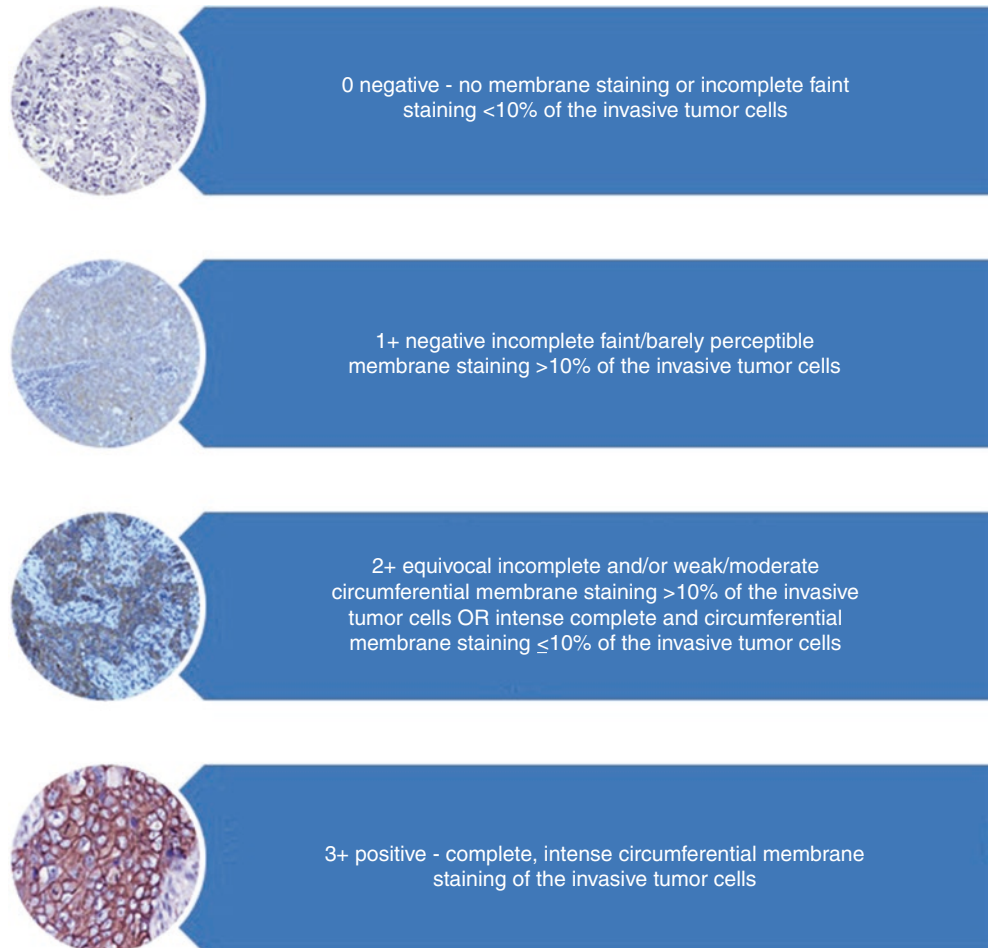 0 negative - no membrane staining or incomplete faint
staining <10% of the invasive tumor cells
1+ negative incomplete faint/barely perceptible
membrane staining >10% of the invasive tumor cells
2+ equivocal incomplete and/or weak/moderate
circumferential membrane staining >10% of the invasive
tumor cells OR intense complete and circumferential
membrane staining ≤10% of the invasive tumor cells
3+ positive - complete, intense circumferential membrane
staining of the invasive tumor cells